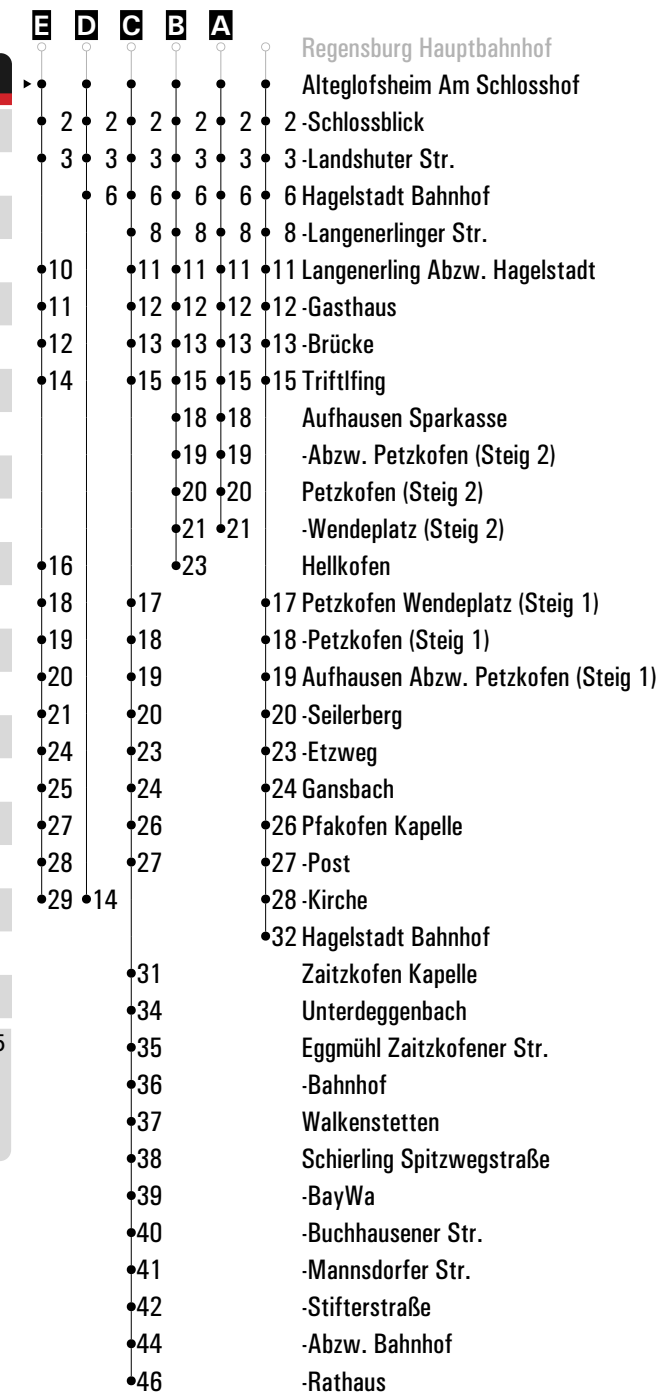 E D C B A
Regensburg Hauptbahnhof
Alteglofsheim Am Schlosshof
2 2 2 2 2 2 -Schlossblick
3 3 3 3 3 3 -Landshuter Str.
6 6 6 6 6 Hagelstadt Bahnhof
8 8 8 8 -Langenerlinger Str.
10 11 11 11 11 Langenerling Abzw. Hagelstadt
11 12 12 12 12 -Gasthaus
12 13 13 13 13 -Brücke
14 15 15 15 15 Triftlfing
18 18 Aufhausen Sparkasse
19 19 -Abzw. Petzkofen (Steig 2)
20 20 Petzkofen (Steig 2)
21 21 -Wendeplatz (Steig 2)
16 23 Hellkofen
18 17 17 Petzkofen Wendeplatz (Steig 1)
19 18 18 -Petzkofen (Steig 1)
20 19 19 Aufhausen Abzw. Petzkofen (Steig 1)
21 20 20 -Seilerberg
24 23 23 -Etzweg
25 24 24 Gansbach
27 26 26 Pfakofen Kapelle
28 27 27 -Post
29 14 28 -Kirche
32 Hagelstadt Bahnhof
31 Zaitzkofen Kapelle
34 Unterdeggenbach
5 35 Eggmühl Zaitzkofener Str.
36 -Bahnhof
37 Walkenstetten
38 Schierling Spitzwegstraße
39 -BayWa
40 -Buchhausener Str.
41 -Mannsdorfer Str.
42 -Stifterstraße
44 -Abzw. Bahnhof
46 -Rathaus